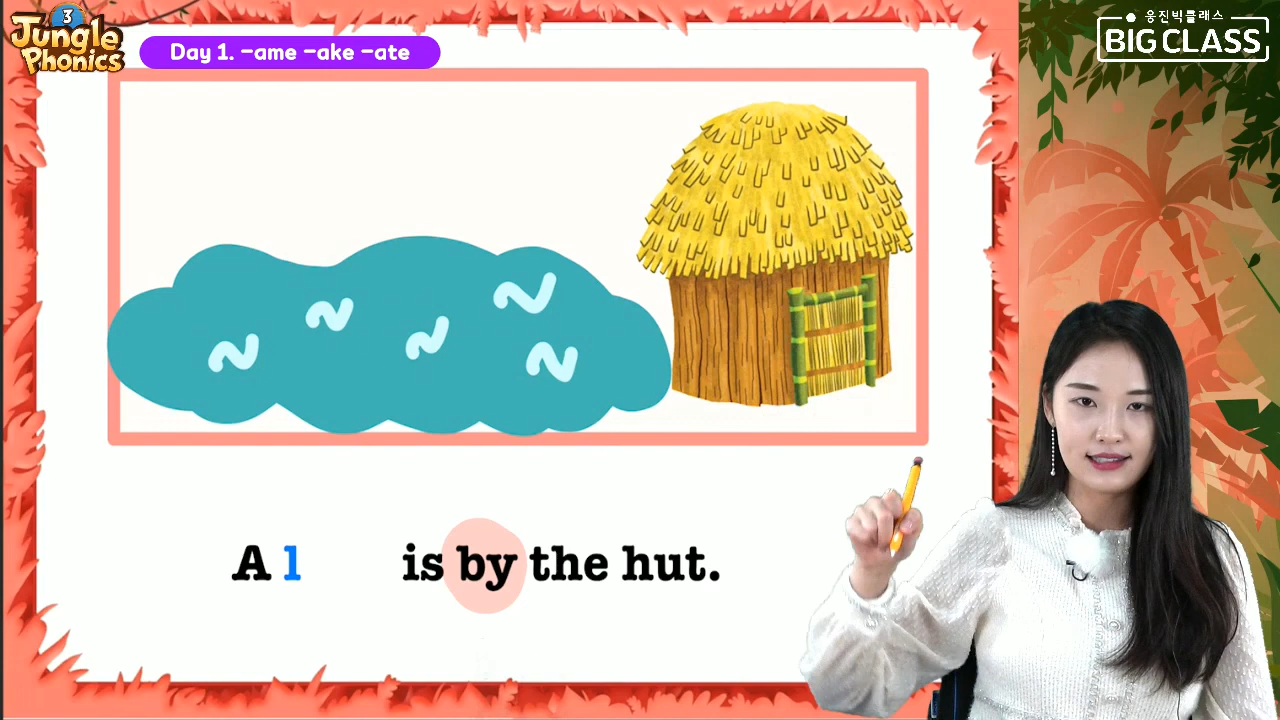 3
Jungle
Phonics
Day 1. –ame –ake –ate
웅진빅클래스
BIG CLASS
A l is by the hut.